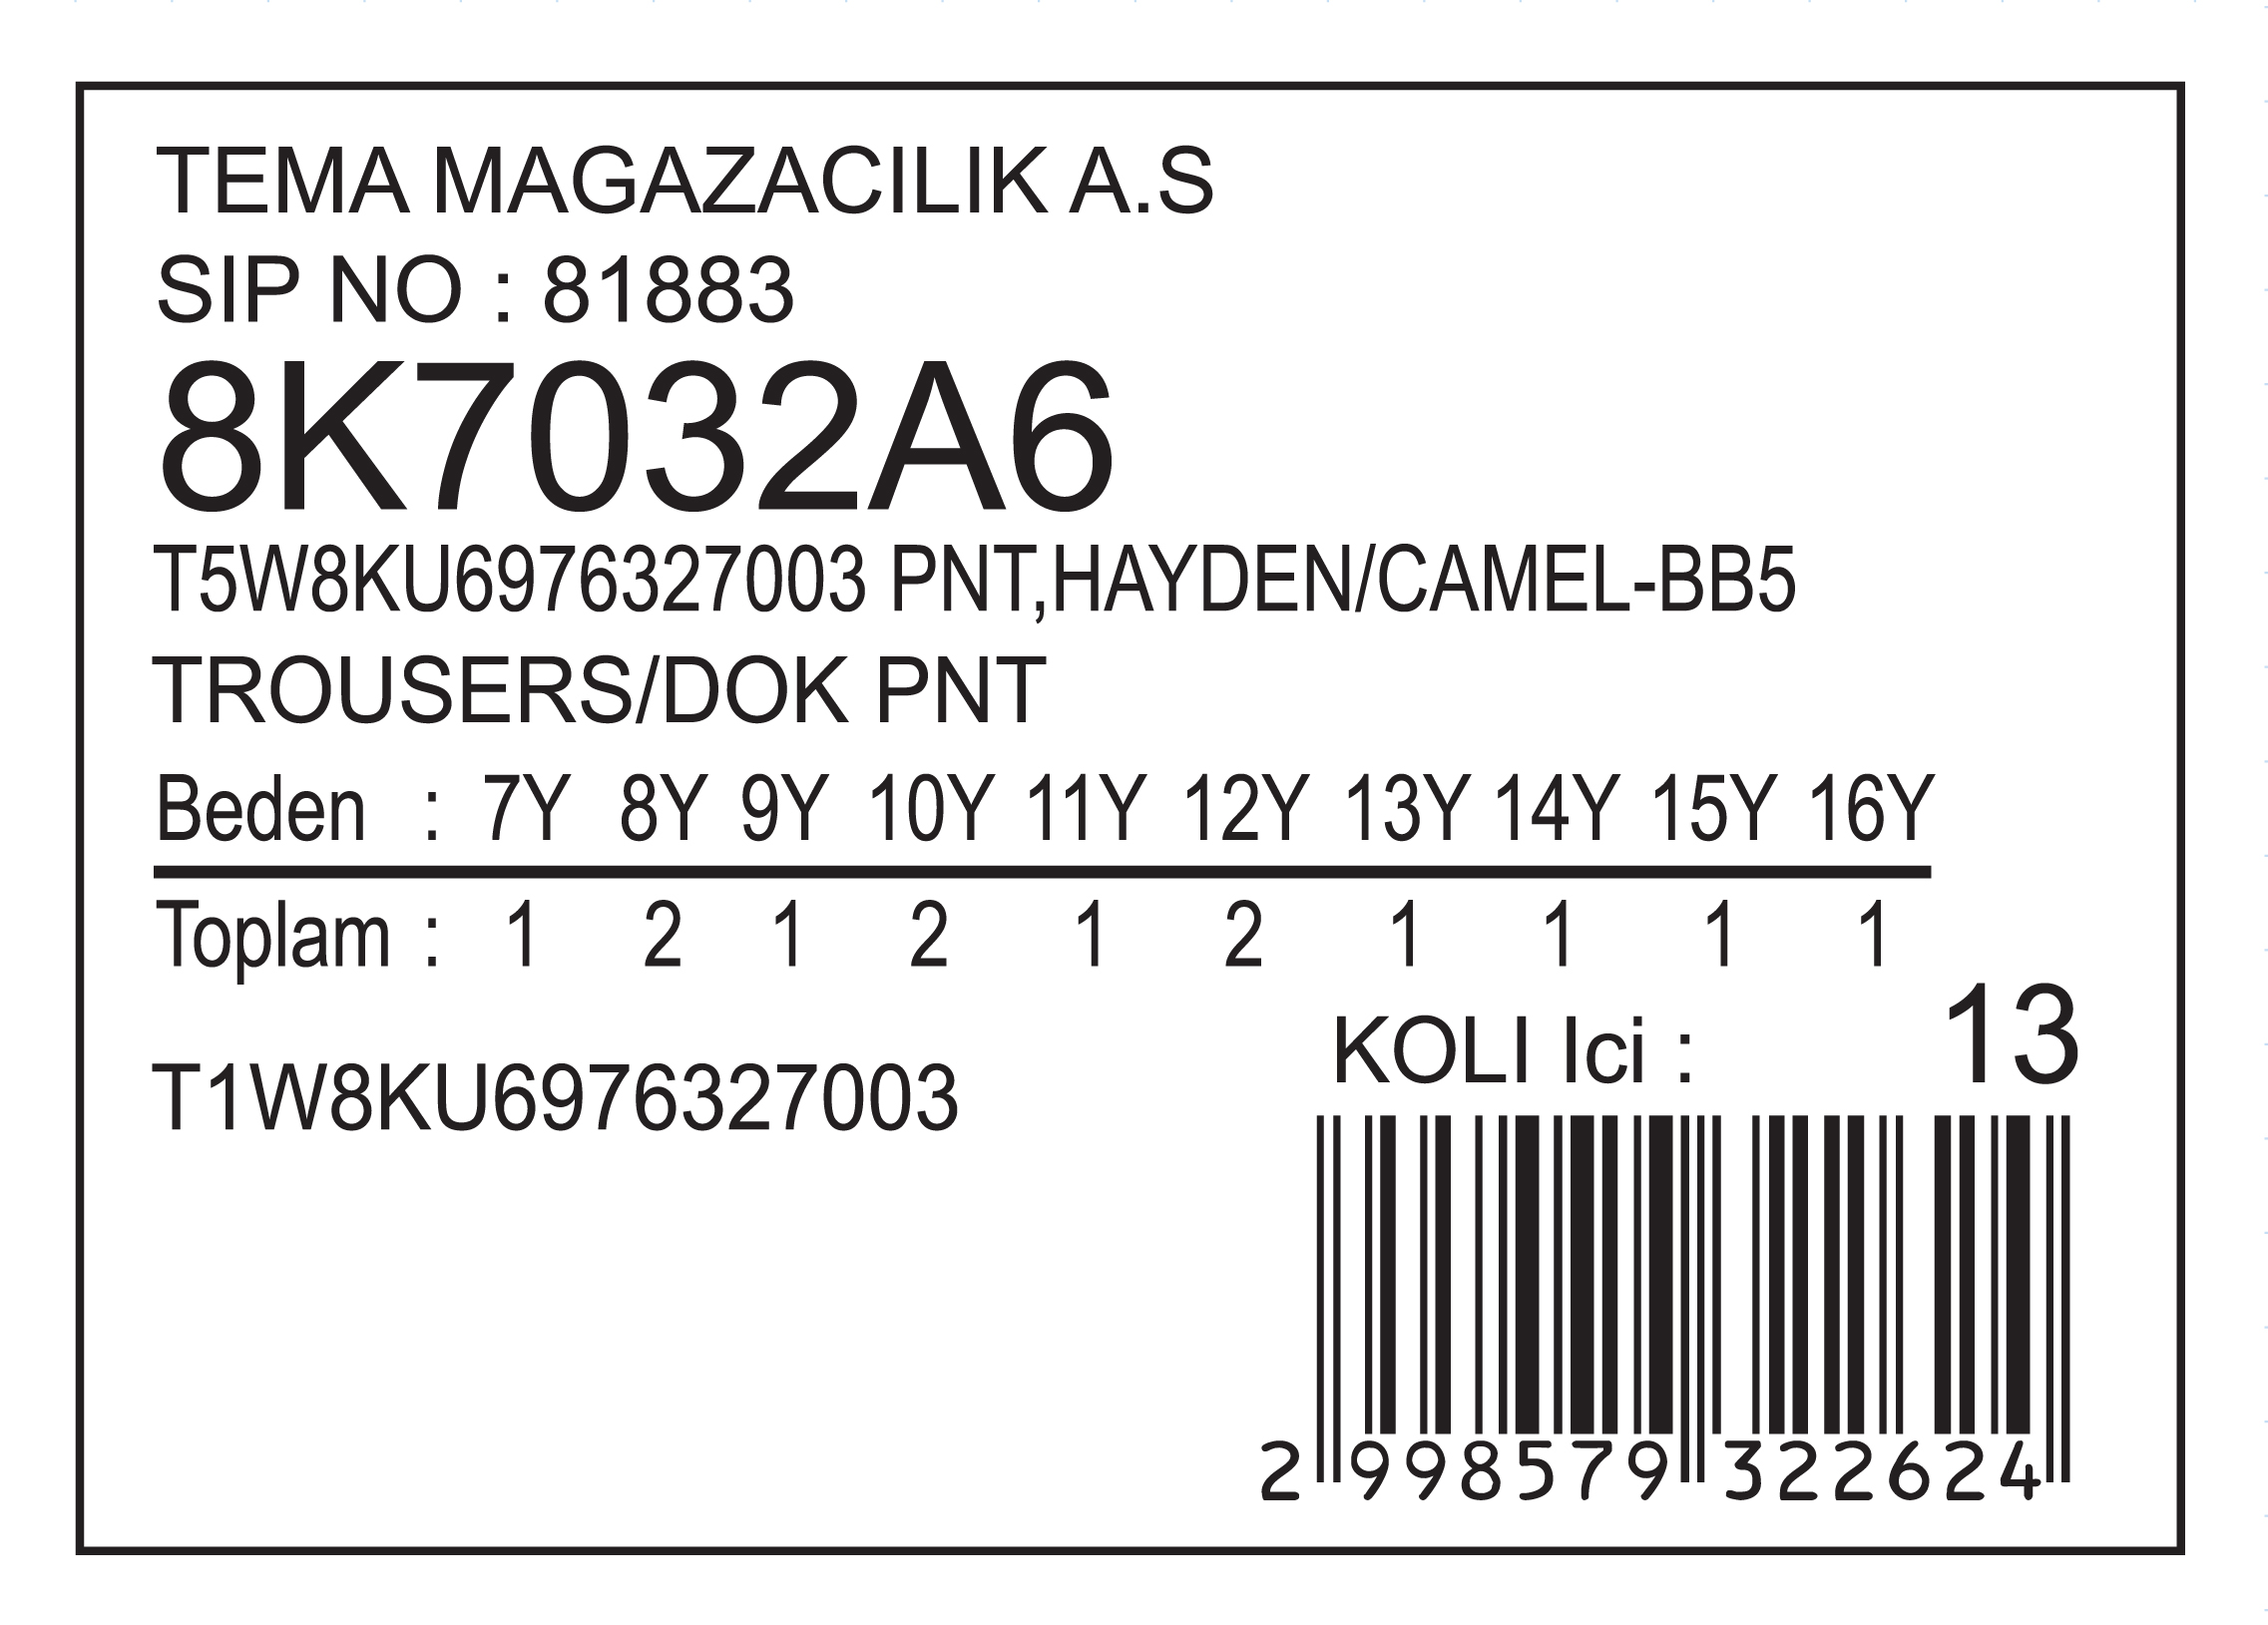 TEMA MAGAZACILIK A.S
SIP NO : 81883
8K7032A6
T5W8KU6976327003 PNT,HAYDEN/CAMEL-BB5
TROUSERS/DOK PNT
Beden : 7Y 8Y 9Y 10Y 11Y 12Y 13Y 14Y 15Y 16Y
Toplam : 1 2 1 2 1 2 1 1 1 1
KOLI Ici : 13
T1W8KU6976327003
2 998579 322624